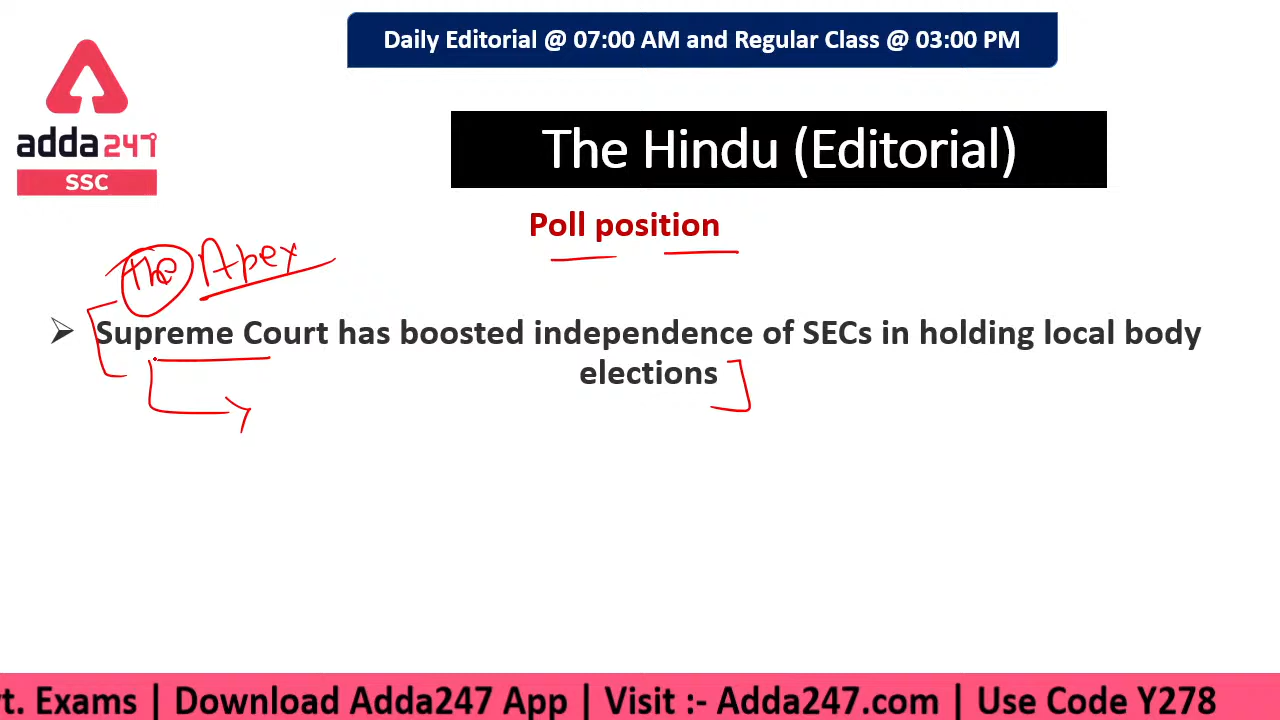 Daily Editorial @ 07:00 AM and Regular Class @ 03:00 PM
adda247
SSC
The Hindu (Editorial)
Poll position
The Apex
Supreme Court has boosted independence of SECs in holding local body
elections
Exams | Download Adda247 App | Visit :- Adda247.com | Use Code Y278